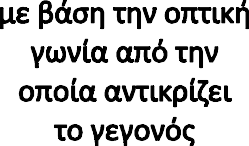 με βάση την οπτική
γωνία από την
οποία αντικρίζει
το γεγονός